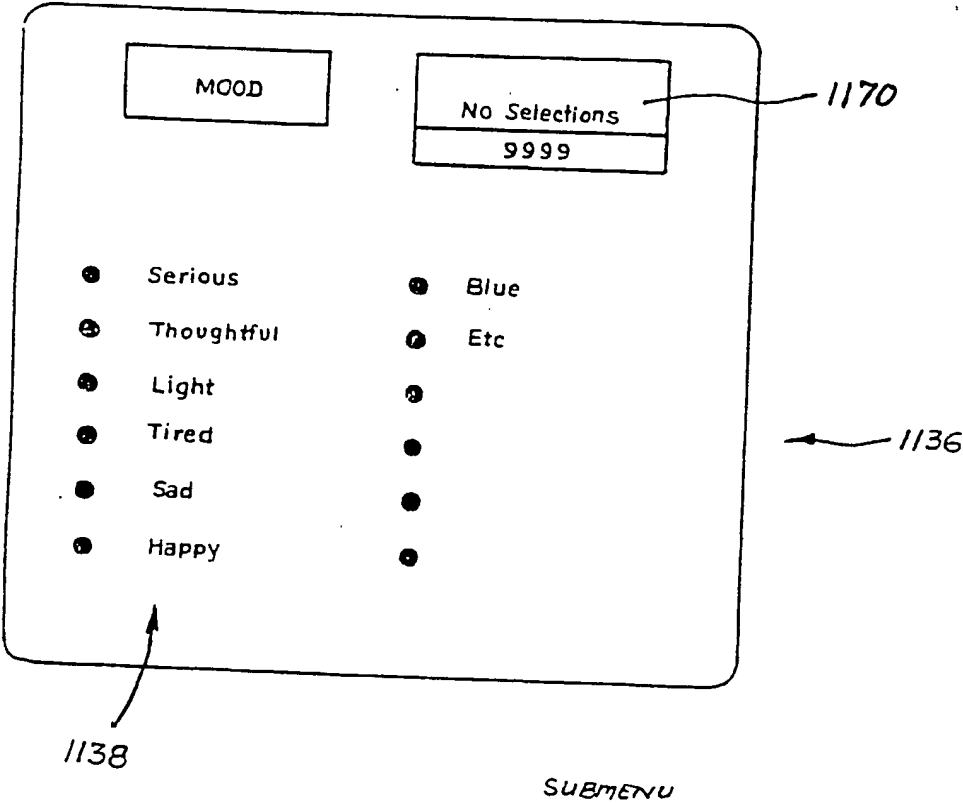 MOOD
No Selections
9999
1170
Serious
Thoughtful
Light
Tired
Sad
Happy
Blue
Etc
1136
1138
SUBMENU